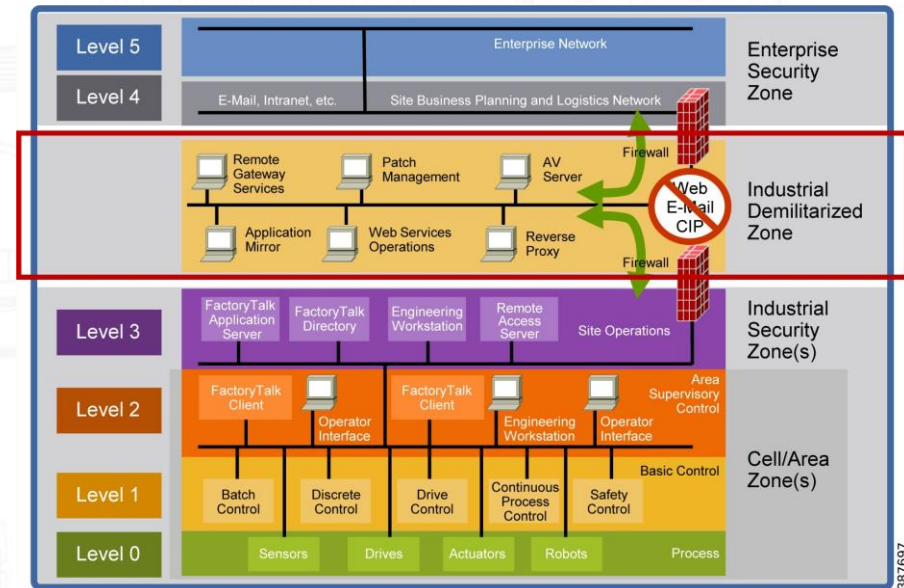 Level 5
Enterprise Network
Enterprise
Security
Zone
Level 4
E-Mail, Intranet, etc.
Site Business Planning and Logistics Network
Firewall
Remote
Gateway
Services
Patch
Management
AV
Server
Web
E-Mail
CIP
Industrial
Demilitarized
Zone
Application
Mirror
Web Services
Operations
Reverse
Proxy
Firewall
Level 3
FactoryTalk
Application
Server
FactoryTalk
Directory
Engineering
Workstation
Remote
Access
Server
Site Operations
Industrial
Security
Zone(s)
Level 2
FactoryTalk
Client
Operator
Interface
FactoryTalk
Client
Engineering
Workstation
Operator
Interface
Area
Supervisory
Control
Cell/Area
Zone(s)
Level 1
Basic Control
Batch
Control
Discrete
Control
Drive
Control
Continuous
Process
Control
Safety
Control
Level 0
Sensors
Drives
Actuators
Robots
Process
387697